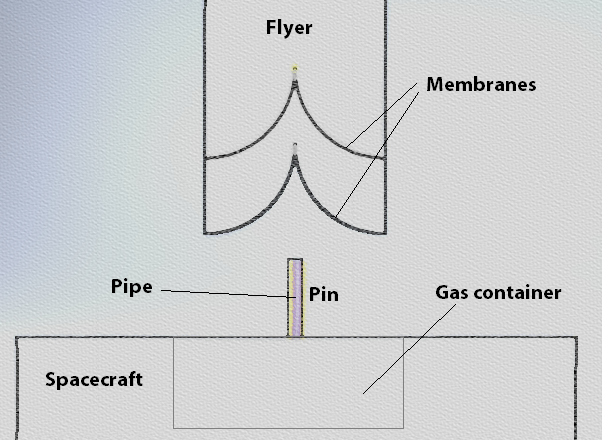 Flyer
Membranes
Pipe
Pin
Gas container
Spacecraft